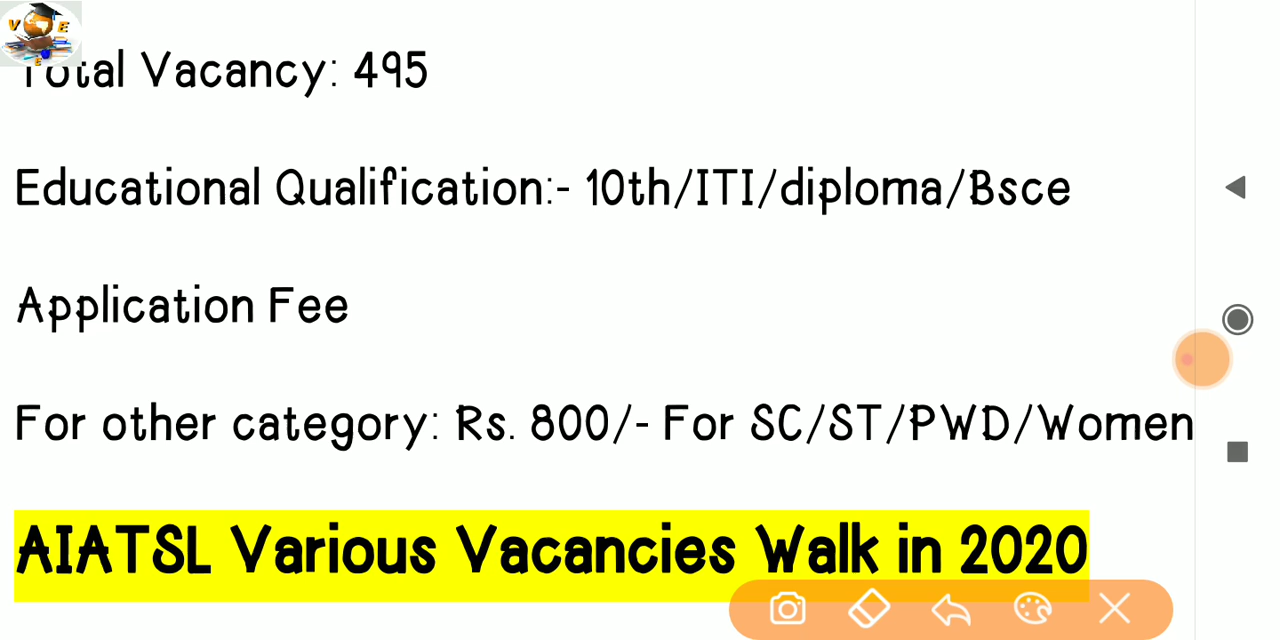 V E E
Total Vacancy: 495
Educational Qualification:- 10th/ITI/diploma/Bsce
Application Fee
For other category: Rs. 800/- For SC/ST/PWD/Women
AIATSL Various Vacancies Walk in 2020